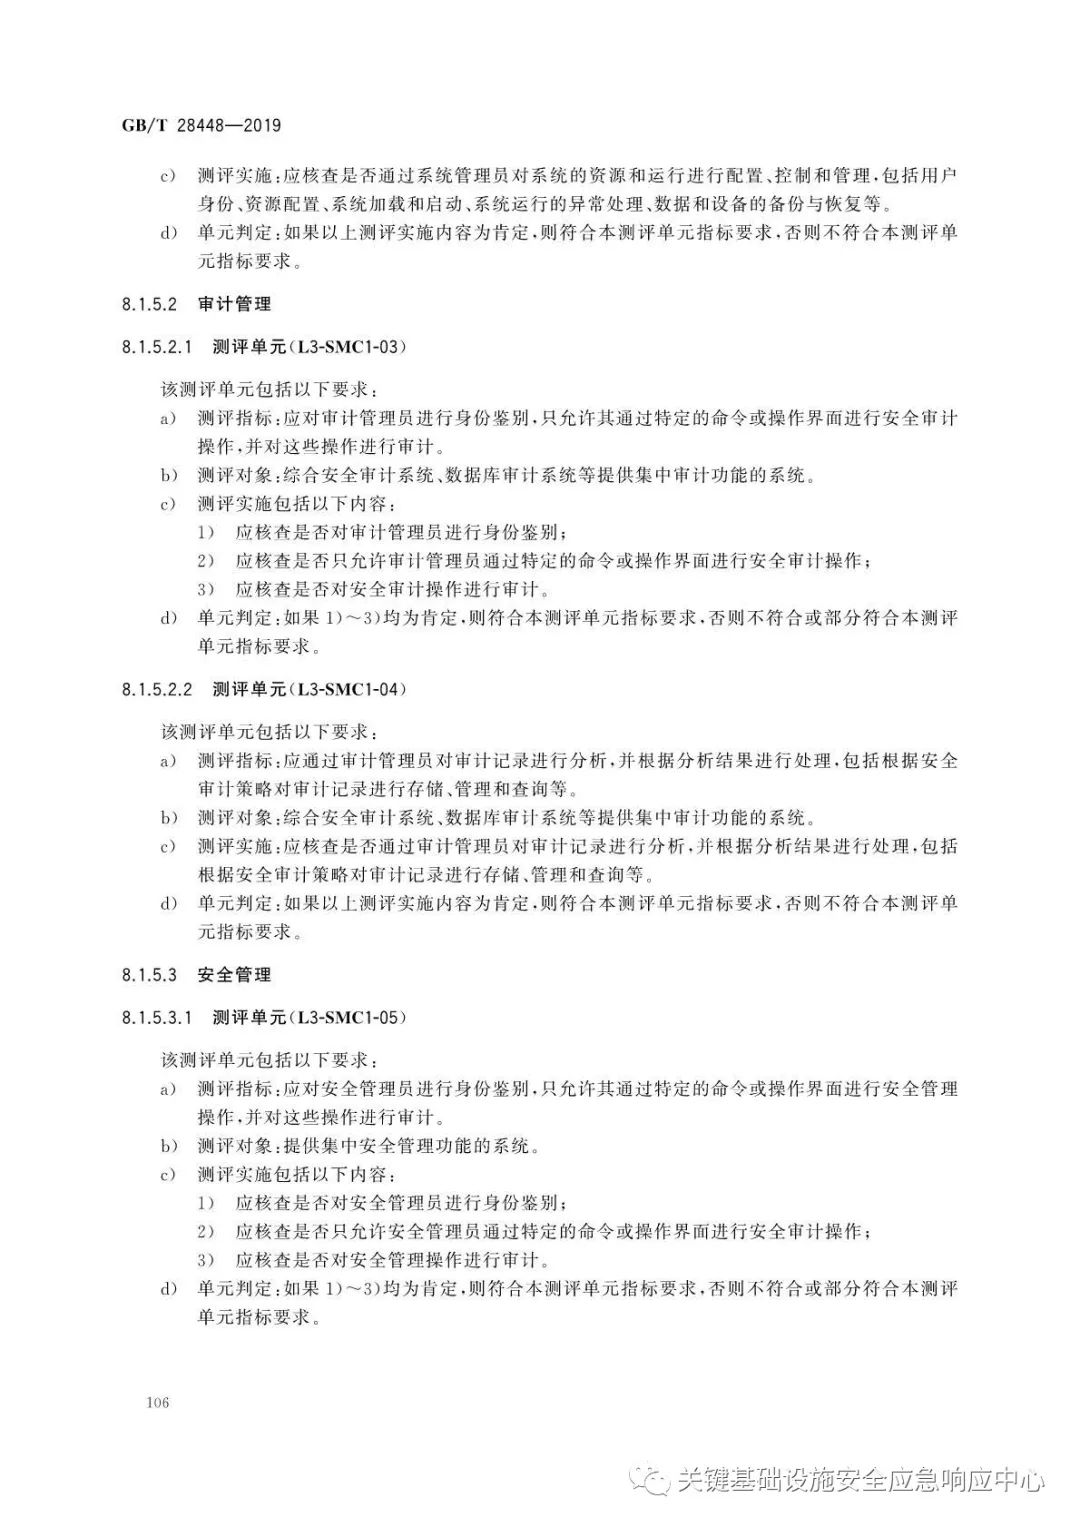 GB/T 28448—2019
c) 测评实施:应核查是否通过系统管理员对系统的资源和运行进行配置、控制和管理,包括用户
身份、资源配置、系统加载和启动、系统运行的异常处理、数据和设备的备份与恢复等。
d) 单元判定:如果以上测评实施内容为肯定,则符合本测评单元指标要求,否则不符合本测评单
元指标要求。
8.1.5.2 审计管理
8.1.5.2.1 测评单元(L3-SMC1-03)
该测评单元包括以下要求:
a) 测评指标:应对审计管理员进行身份鉴别,只允许其通过特定的命令或操作界面进行安全审计
操作,并对这些操作进行审计。
b) 测评对象:综合安全审计系统、数据库审计系统等提供集中审计功能的系统。
c) 测评实施包括以下内容:
1) 应核查是否对审计管理员进行身份鉴别;
2) 应核查是否只允许审计管理员通过特定的命令或操作界面进行安全审计操作;
3) 应核查是否对安全审计操作进行审计。
d) 单元判定:如果 1)~3)均为肯定,则符合本测评单元指标要求,否则不符合或部分符合本测评
单元指标要求。
8.1.5.2.2 测评单元(L3-SMC1-04)
该测评单元包括以下要求:
a) 测评指标:应通过审计管理员对审计记录进行分析,并根据分析结果进行处理,包括根据安全
审计策略对审计记录进行存储、管理和查询等。
b) 测评对象:综合安全审计系统、数据库审计系统等提供集中审计功能的系统。
c) 测评实施:应核查是否通过审计管理员对审计记录进行分析,并根据分析结果进行处理,包括
根据安全审计策略对审计记录进行存储、管理和查询等。
d) 单元判定:如果以上测评实施内容为肯定,则符合本测评单元指标要求,否则不符合本测评单
元指标要求。
8.1.5.3 安全管理
8.1.5.3.1 测评单元(L3-SMC1-05)
该测评单元包括以下要求:
a) 测评指标:应对安全管理员进行身份鉴别,只允许其通过特定的命令或操作界面进行安全管理
操作,并对这些操作进行审计。
b) 测评对象:提供集中安全管理功能的系统。
c) 测评实施包括以下内容:
1) 应核查是否对安全管理员进行身份鉴别;
2) 应核查是否只允许安全管理员通过特定的命令或操作界面进行安全审计操作;
3) 应核查是否对安全管理操作进行审计。
d) 单元判定:如果 1)~3)均为肯定,则符合本测评单元指标要求,否则不符合或部分符合本测评
单元指标要求。
106
关键基础设施安全应急响应中心